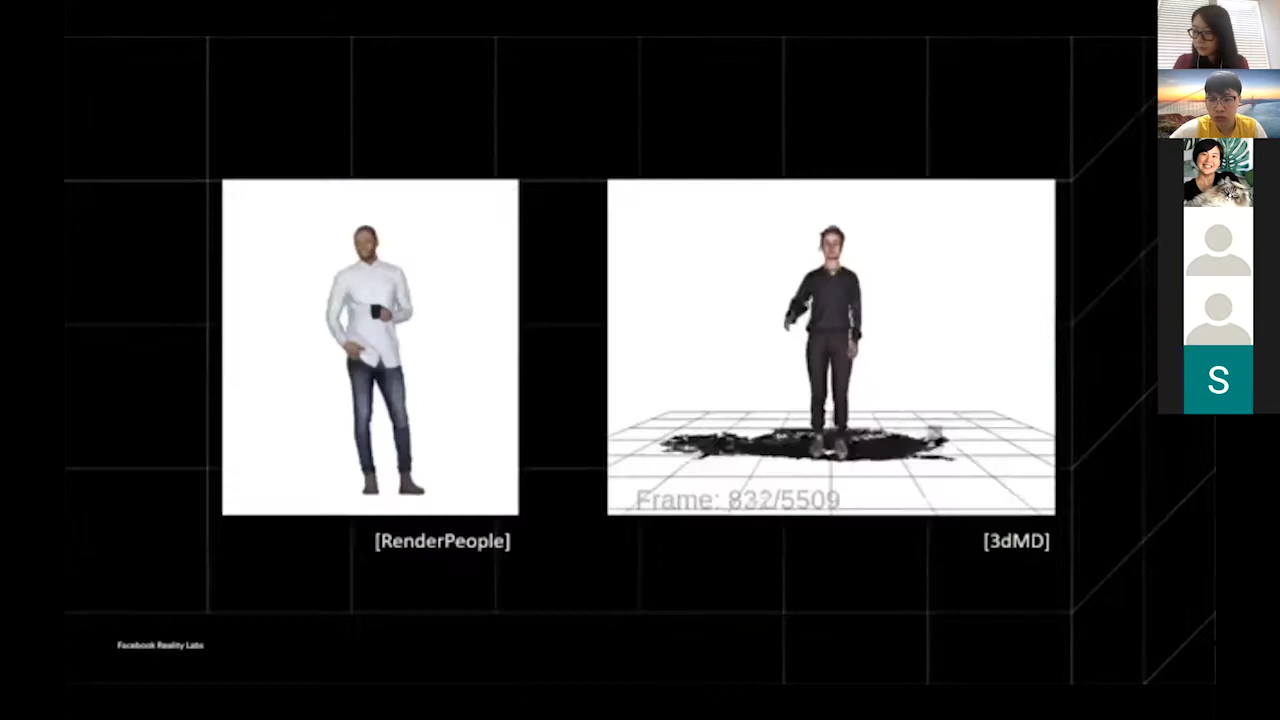 Frame: 832/5509
[RenderPeople]
[3dMD]
Facebook Reality Labs
S